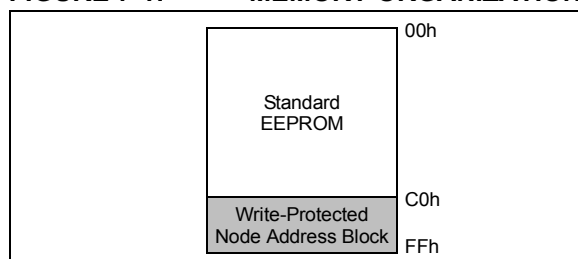 00h
Standard
EEPROM
C0h
Write-Protected
Node Address Block
FFh